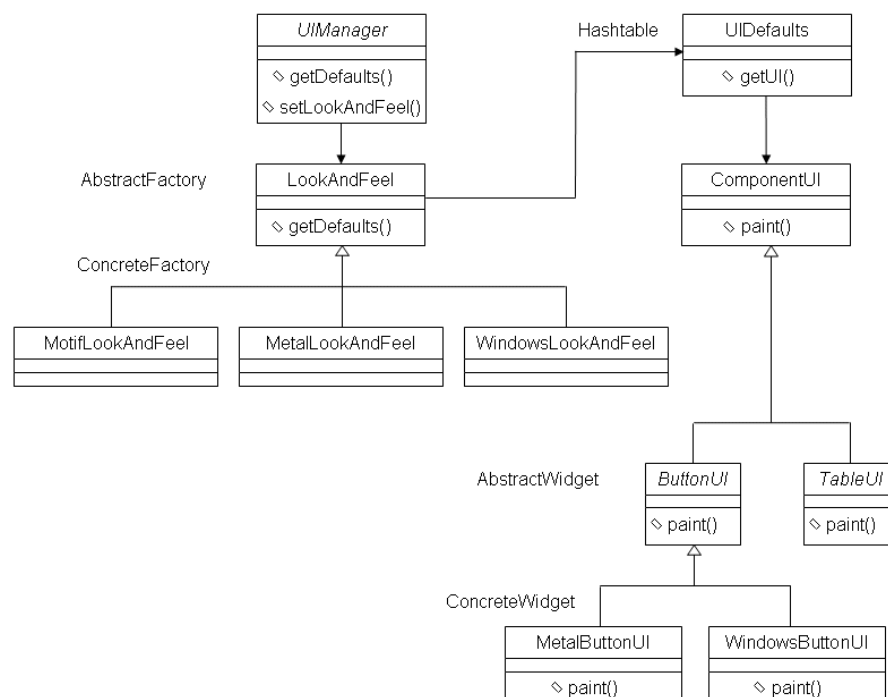 UIManager
getDefaults()
setLookAndFeel()
Hashtable
UIDefaults
getUI()
AbstractFactory
LookAndFeel
getDefaults()
ComponentUI
paint()
ConcreteFactory
MotifLookAndFeel
MetalLookAndFeel
WindowsLookAndFeel
AbstractWidget
ButtonUI
paint()
TableUI
paint()
ConcreteWidget
MetalButtonUI
paint()
WindowsButtonUI
paint()